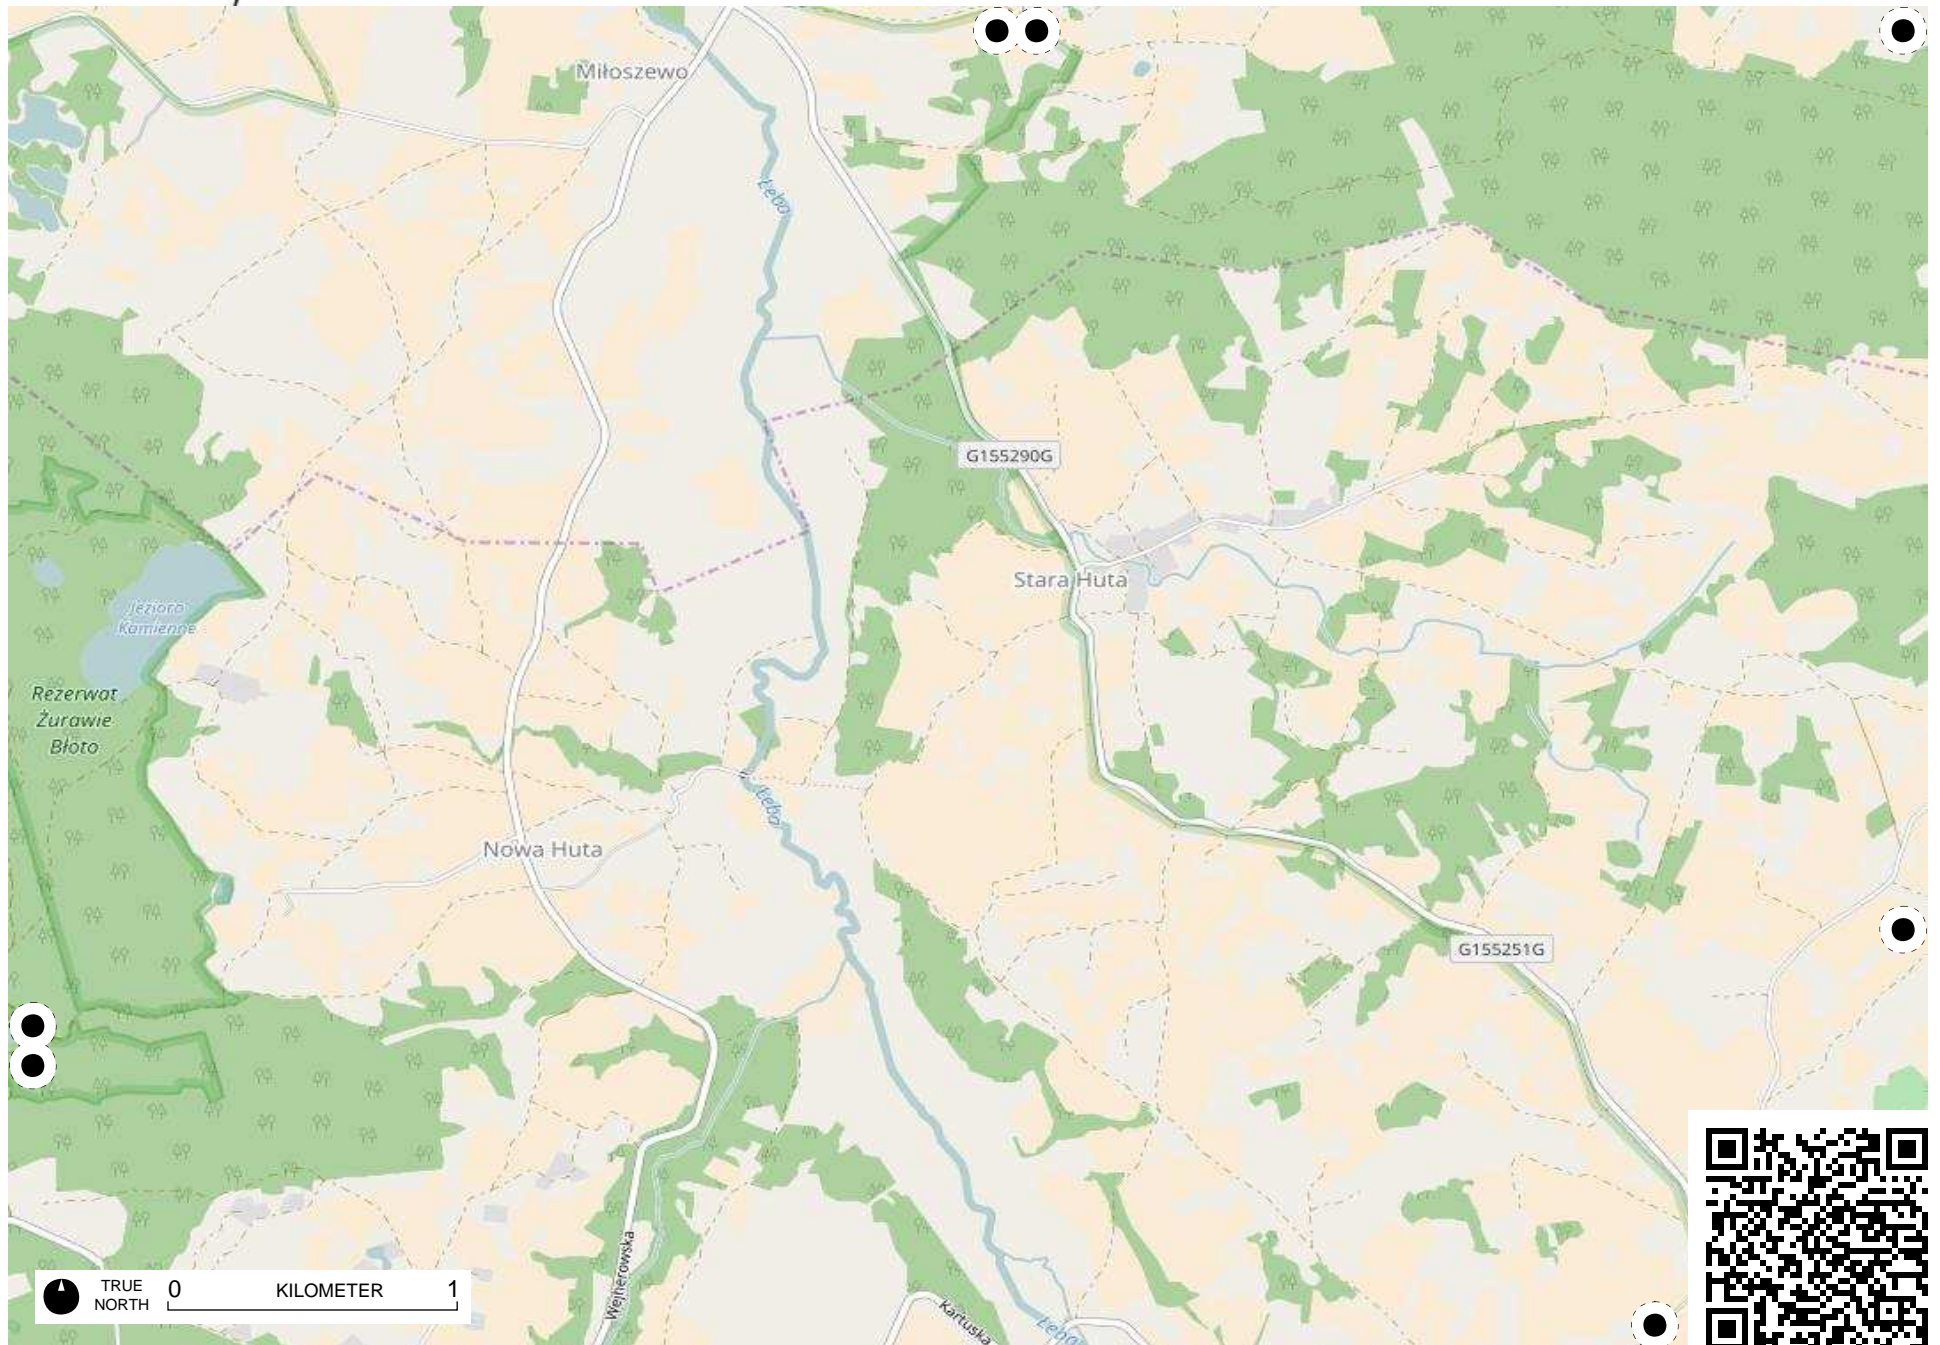 Miłoszewo
Łeba
G155290G
Stara Huta
Jezioro
Kamienne
Rezerwat
Żurawie
Błoto
Łeba
Nowa Huta
G155251G
Wejherowska
TRUE
NORTH
0 KILOMETER 1
Kartuska
Łeba